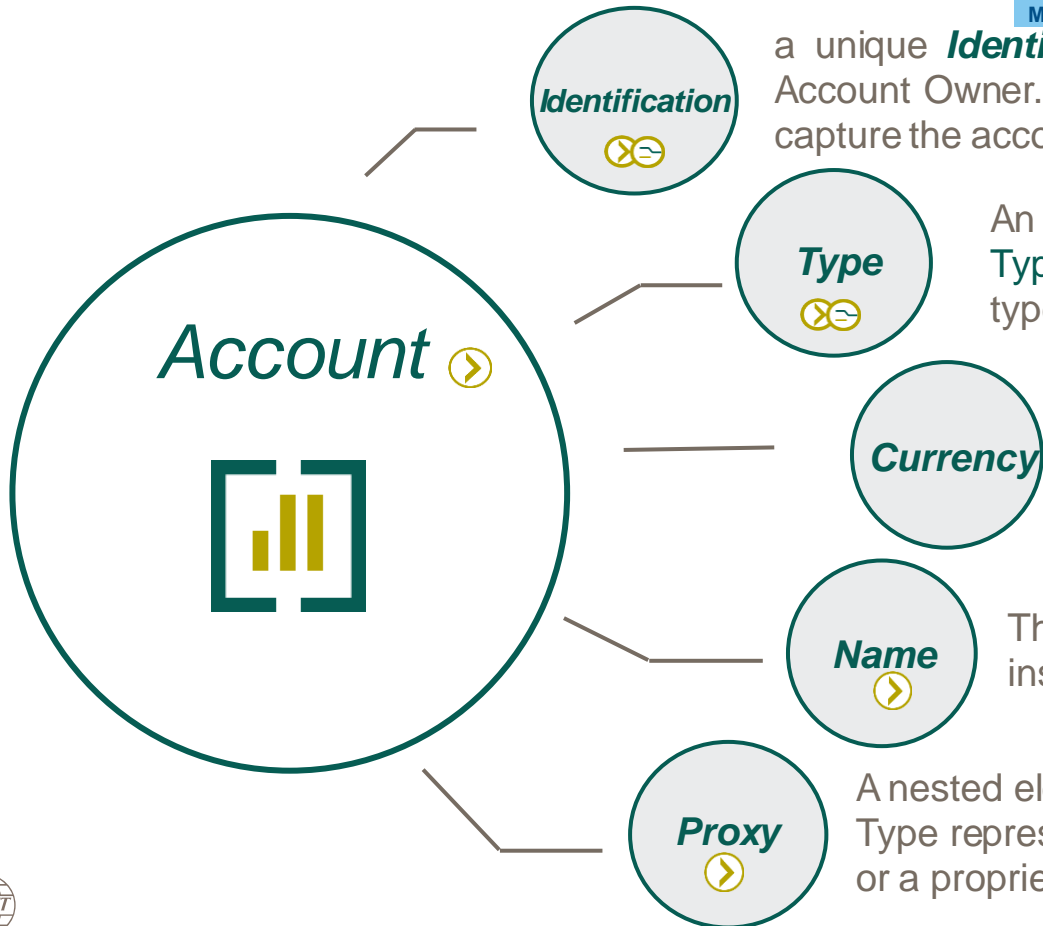 M
a unique Identi
Identification
Account Owner.
capture the acco
An
Type
Typ
typ
Account
Currency
Th
Name
ins
A nested el
Proxy
Type repres
or a proprie